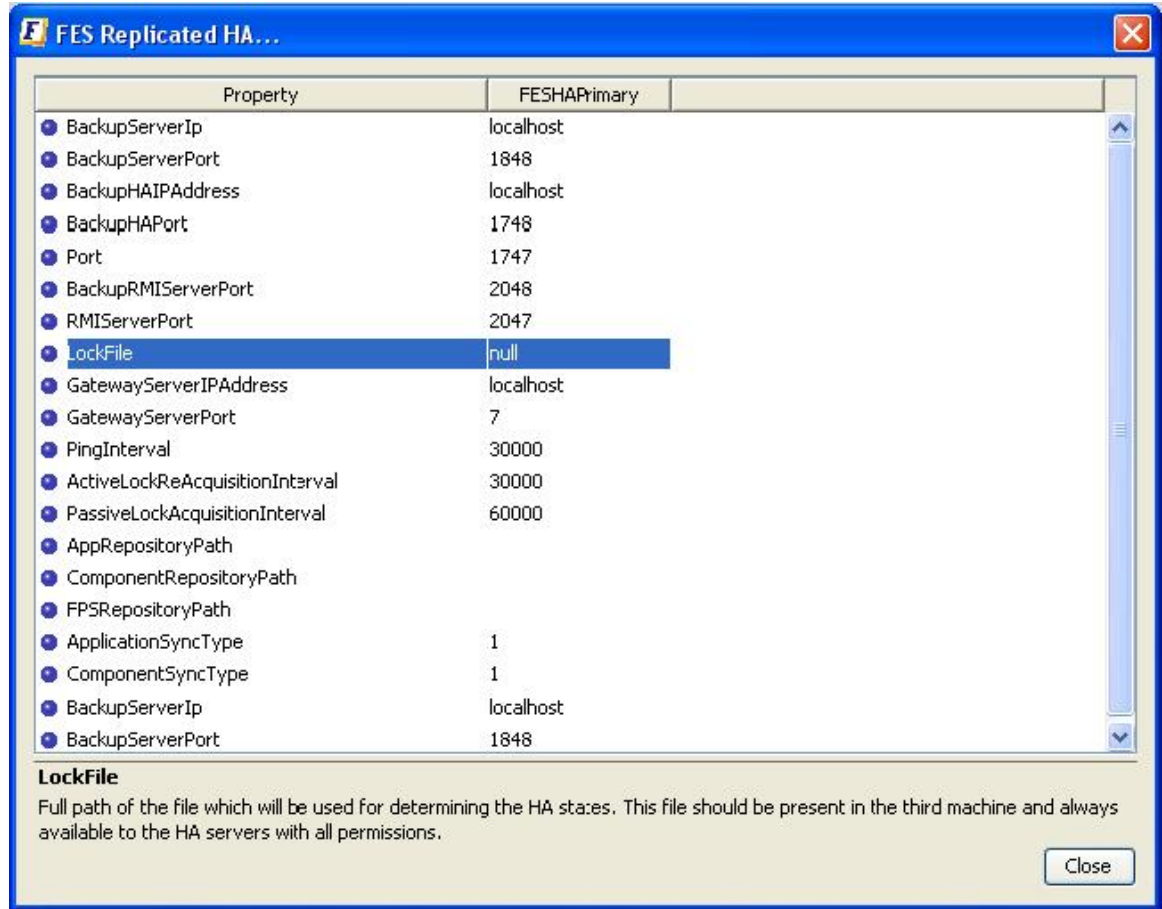 FES Replicated HA...
Property FESHAPrimary
BackupServerIp localhost
BackupServerPort 1848
BackupHAIPAddress localhost
BackupHAPort 1748
Port 1747
BackupRMIServerPort 2048
RMIServerPort 2047
LockFile null
GatewayServerIPAddress localhost
GatewayServerPort 7
PingInterval 30000
ActiveLockReAcquisitionInterval 30000
PassiveLockAcquisitionInterval 60000
AppRepositoryPath
ComponentRepositoryPath
FPSRepositoryPath
ApplicationSyncType 1
ComponentSyncType 1
BackupServerIp localhost
BackupServerPort 1848
LockFile
Full path of the file which will be used for determining the HA states. This file should be present in the third machine and always
available to the HA servers with all permissions.
Close